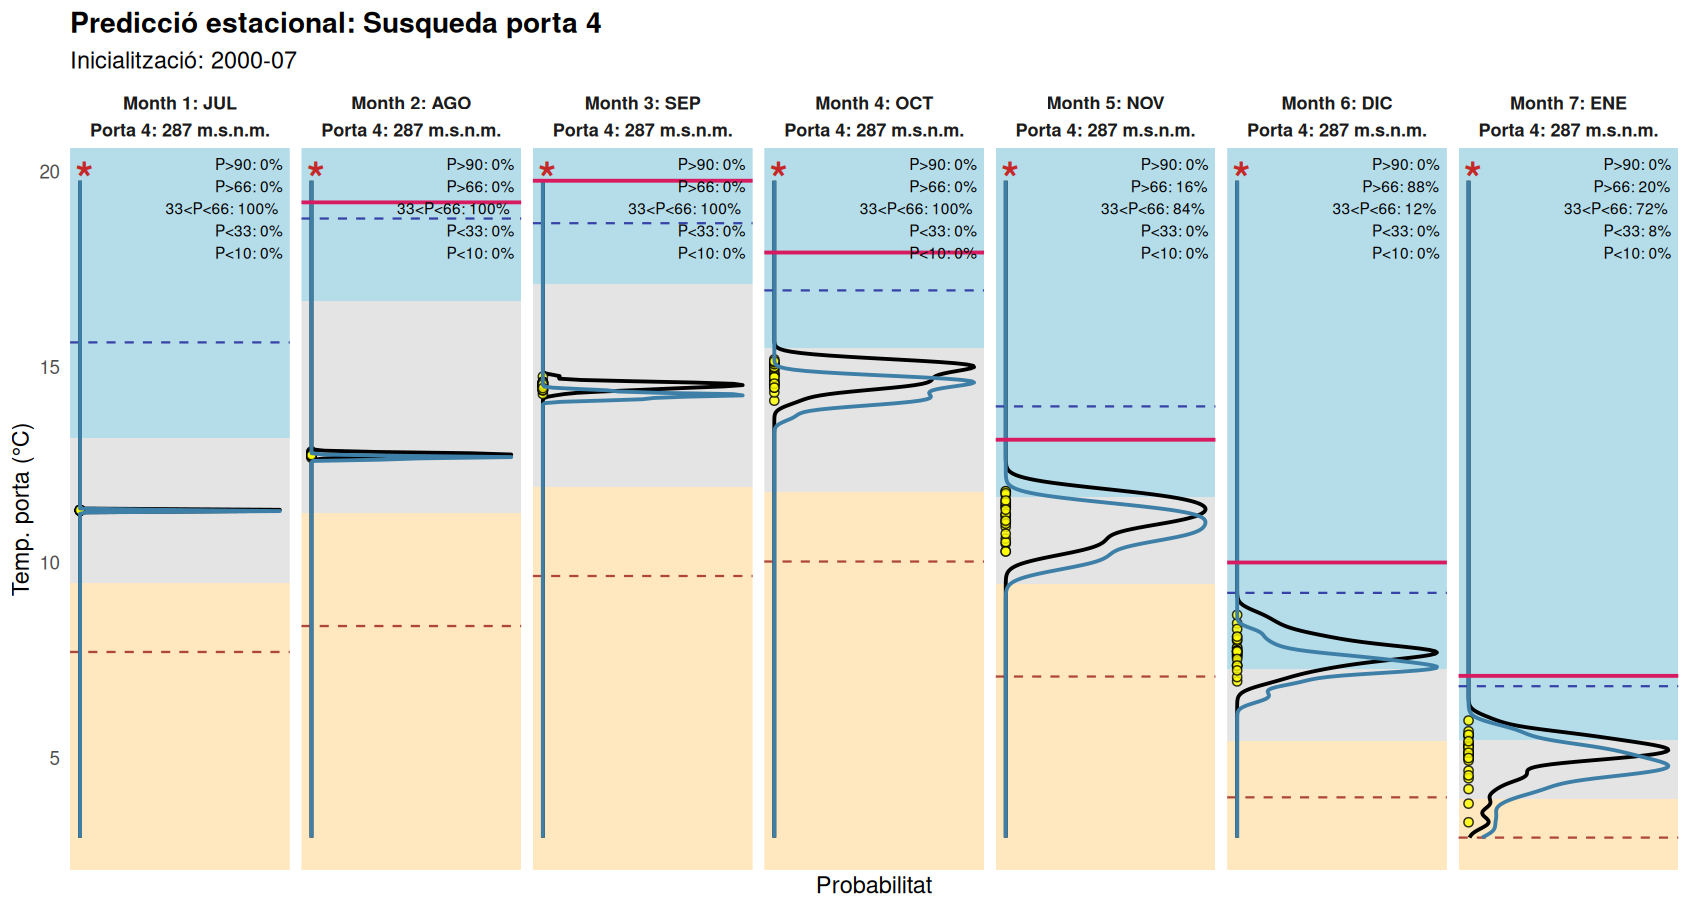 Predicció estacional: Susqueda porta 4
Inicialització: 2000-07
Month 1: JUL
Porta 4: 287 m.s.n.m.
Month 2: AGO
Porta 4: 287 m.s.n.m.
Month 3: SEP
Porta 4: 287 m.s.n.m.
Month 4: OCT
Porta 4: 287 m.s.n.m.
Month 5: NOV
Porta 4: 287 m.s.n.m.
Month 6: DIC
Porta 4: 287 m.s.n.m.
Month 7: ENE
Porta 4: 287 m.s.n.m.
Temp. porta (°C)
20
15
10
5
*
P>90: 0%
P>66: 0%
33<P<66: 100%
P<33: 0%
P<10: 0%
*
P>90: 0%
P>66: 0%
33<P<66: 100%
P<33: 0%
P<10: 0%
*
P>90: 0%
P>66: 0%
33<P<66: 100%
P<33: 0%
P<10: 0%
*
P>90: 0%
P>66: 0%
33<P<66: 100%
P<33: 0%
P<10: 0%
*
P>90: 0%
P>66: 16%
33<P<66: 84%
P<33: 0%
P<10: 0%
*
P>90: 0%
P>66: 88%
33<P<66: 12%
P<33: 0%
P<10: 0%
*
P>90: 0%
P>66: 20%
33<P<66: 72%
P<33: 8%
P<10: 0%
Probabilitat